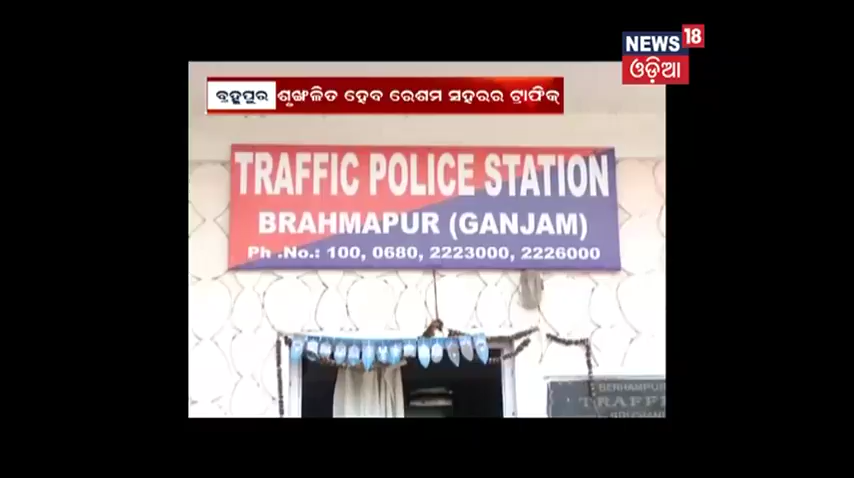 NEWS 18
ଓଡ଼ିଆ
ବ୍ରହ୍ମପୁର ଶୃଙ୍ଖଳିତ ହେବ ରେଶମ ସହରର ଟ୍ରାଫିକ୍
TRAFFIC POLICE STATION
BRAHMAPUR (GANJAM)
Ph .No.: 100, 0680, 2223000, 2226000
BERHAMPUR